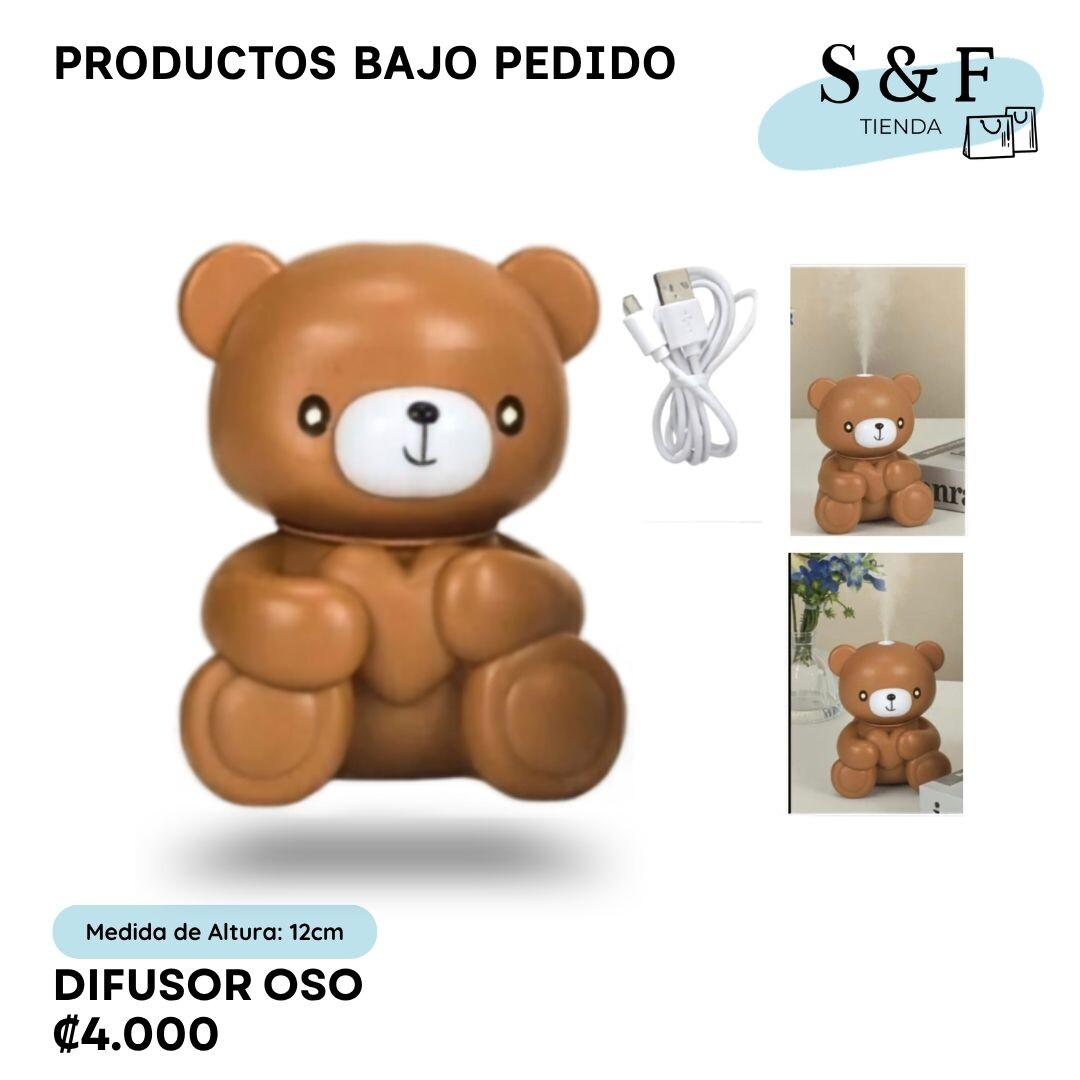 PRODUCTOS BAJO PEDIDO
S & F
TIENDA
Medida de Altura: 12cm
DIFUSOR OSO
₡4.000